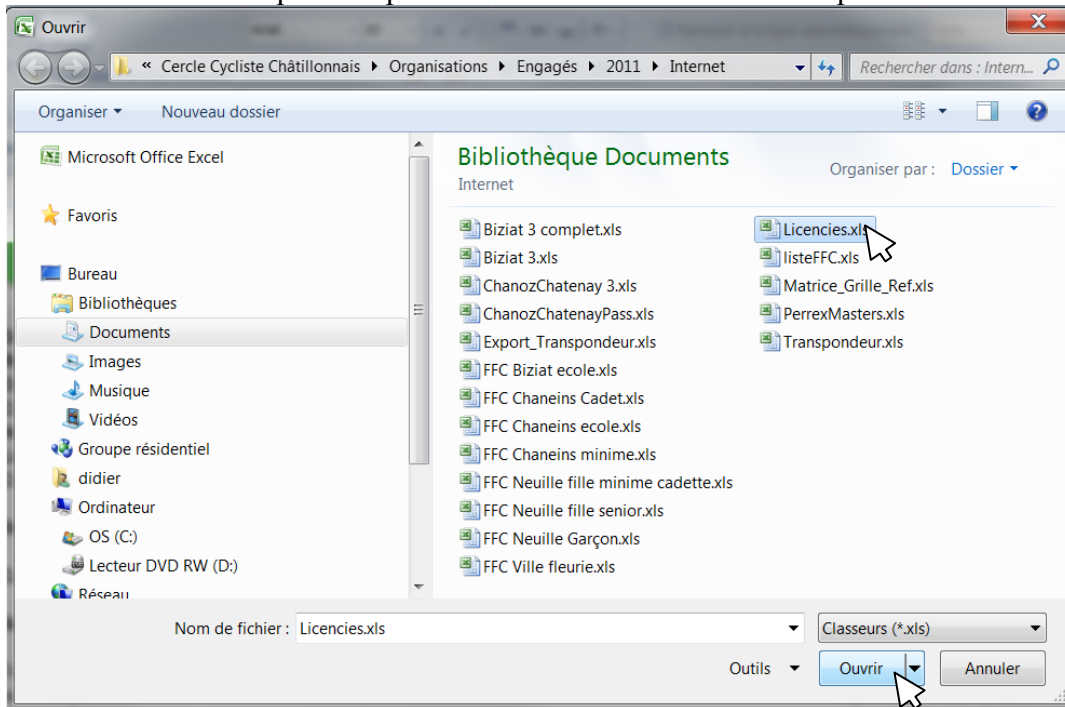 Ouvrir
« Cercle Cycliste Châtillonnais ▸ Organisations ▸ Engagés ▸ 2011 ▸ Internet
Rechercher dans : Intern...
Organiser
Nouveau dossier
Microsoft Office Excel
Favoris
Bureau
Bibliothèques
Documents
Images
Musique
Vidéos
Groupe résidentiel
didier
Ordinateur
OS (C:)
Lecteur DVD RW (D:)
Réseau
Bibliothèque Documents
Internet
Organiser par : Dossier
Biziat 3 complet.xls
Biziat 3.xls
ChanozChatenay 3.xls
ChanozChatenayPass.xls
Export_Transpondeur.xls
FFC Biziat ecole.xls
FFC Chaneins Cadet.xls
FFC Chaneins ecole.xls
FFC Chaneins minime.xls
FFC Neuille fille minime cadette.xls
FFC Neuille fille senior.xls
FFC Neuille Garçon.xls
FFC Ville fleurie.xls
Licencies.xls
listeFFC.xls
Matrice_Grille_Ref.xls
PerrexMasters.xls
Transpondeur.xls
Nom de fichier : Licencies.xls
Classeurs (*.xls)
Outils
Ouvrir
Annuler